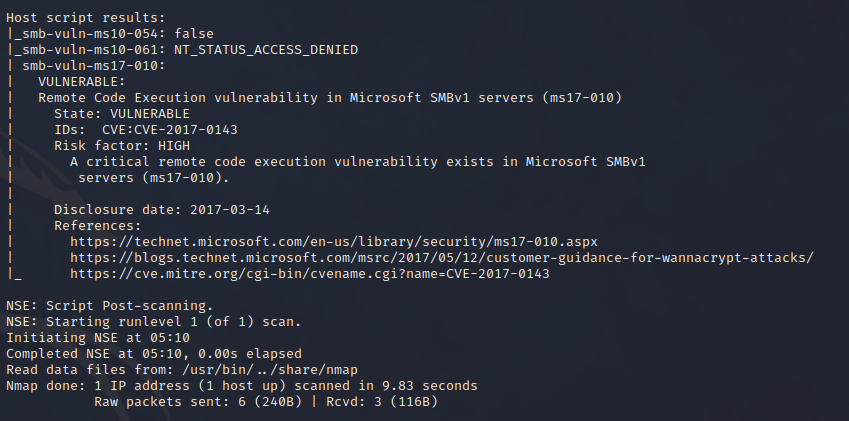 Host script results:
|_smb-vuln-ms10-054: false
|_smb-vuln-ms10-061: NT_STATUS_ACCESS_DENIED
| smb-vuln-ms17-010:
|   VULNERABLE:
|   Remote Code Execution vulnerability in Microsoft SMBv1 servers (ms17-010)
|     State: VULNERABLE
|     IDs:  CVE:CVE-2017-0143
|     Risk factor: HIGH
|       A critical remote code execution vulnerability exists in Microsoft SMBv1
|        servers (ms17-010).
|
|     Disclosure date: 2017-03-14
|     References:
|       https://technet.microsoft.com/en-us/library/security/ms17-010.aspx
|       https://blogs.technet.microsoft.com/msrc/2017/05/12/customer-guidance-for-wannacrypt-attacks/
|_      https://cve.mitre.org/cgi-bin/cvename.cgi?name=CVE-2017-0143

NSE: Script Post-scanning.
NSE: Starting runlevel 1 (of 1) scan.
Initiating NSE at 05:10
Completed NSE at 05:10, 0.00s elapsed
Read data files from: /usr/bin/../share/nmap
Nmap done: 1 IP address (1 host up) scanned in 9.83 seconds
           Raw packets sent: 6 (240B) | Rcvd: 3 (116B)